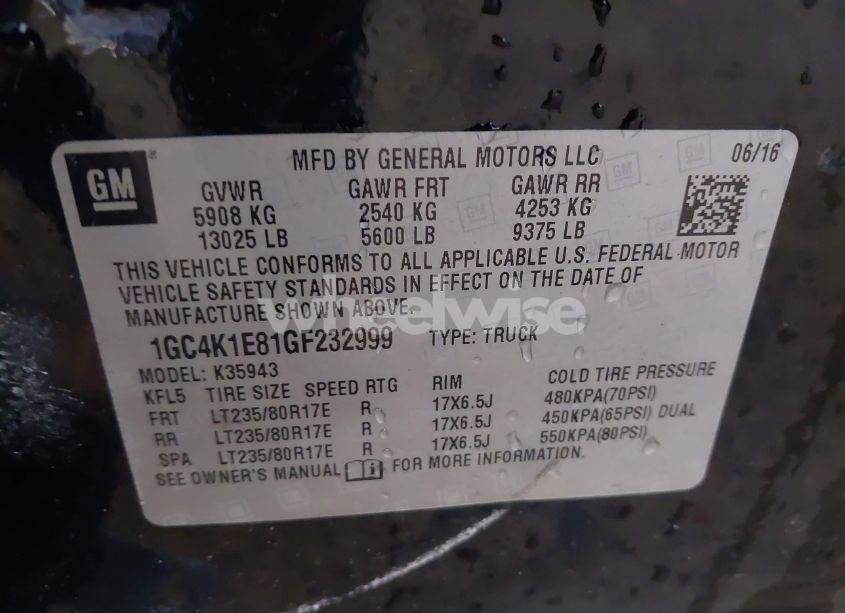 GM
MFD BY GENERAL MOTORS LLC 06/16
GVWR GAWR FRT GAWR RR
5908 KG 2540 KG 4253 KG
13025 LB 5600 LB 9375 LB
THIS VEHICLE CONFORMS TO ALL APPLICABLE U.S. FEDERAL MOTOR
VEHICLE SAFETY STANDARDS IN EFFECT ON THE DATE OF
MANUFACTURE SHOWN ABOVE.
wheelwise
1GC4K1E81GF232999 TYPE: TRUCK
MODEL: K35943
KFL5 TIRE SIZE SPEED RTG RIM COLD TIRE PRESSURE
FRT LT235/80R17E R 17X6.5J 480KPA(70PSI)
RR LT235/80R17E R 17X6.5J 450KPA(65PSI) DUAL
SPA LT235/80R17E R 17X6.5J 550KPA(80PSI)
SEE OWNER'S MANUAL FOR MORE INFORMATION.